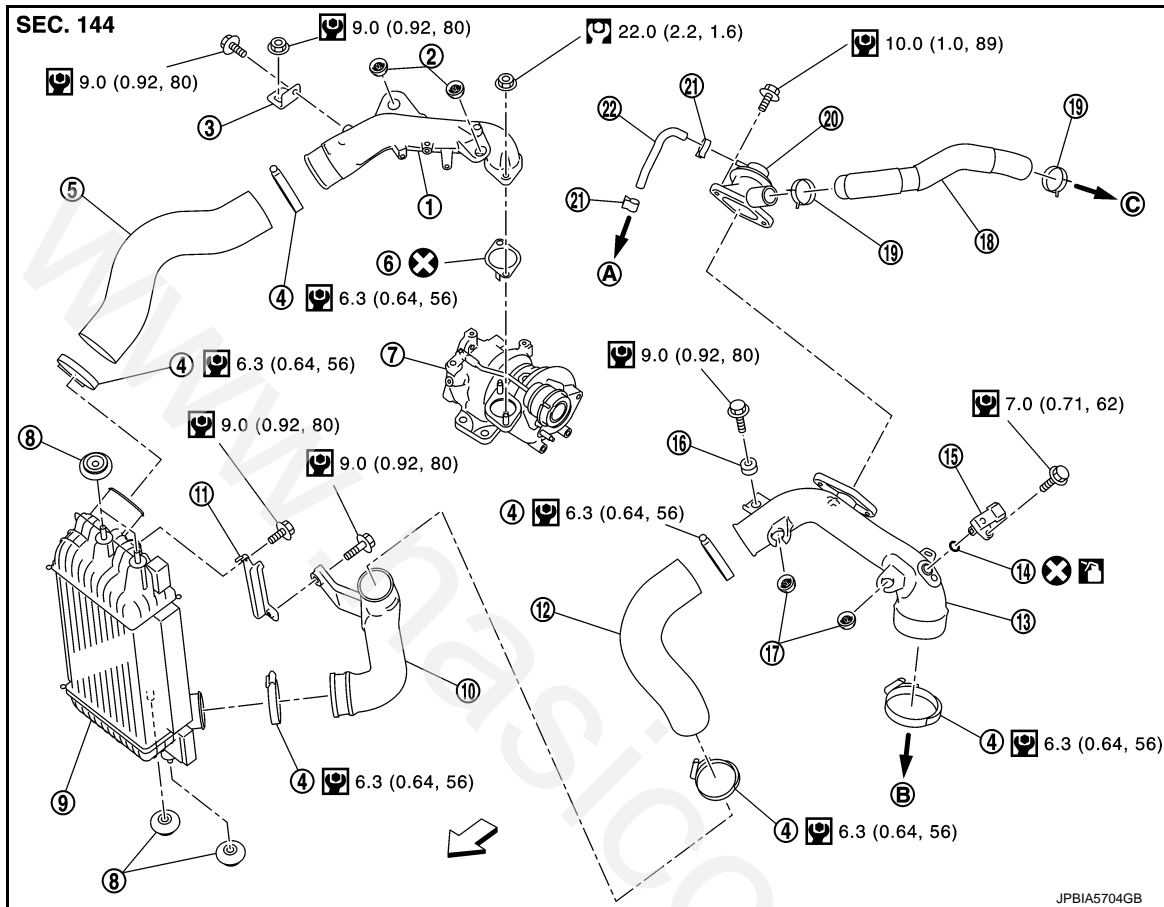 SEC. 144
9.0 (0.92, 80)
22.0 (2.2, 1.6)
10.0 (1.0, 89)
9.0 (0.92, 80)
2
21
22
20
19
3
5
1
21
19
18
C
A
6
4
6.3 (0.64, 56)
7
4
6.3 (0.64, 56)
9.0 (0.92, 80)
7.0 (0.71, 62)
8
9.0 (0.92, 80)
9.0 (0.92, 80)
16
15
11
4
6.3 (0.64, 56)
14
12
13
17
10
4
6.3 (0.64, 56)
4
6.3 (0.64, 56)
9
B
4
6.3 (0.64, 56)
8
JPBIA5704GB